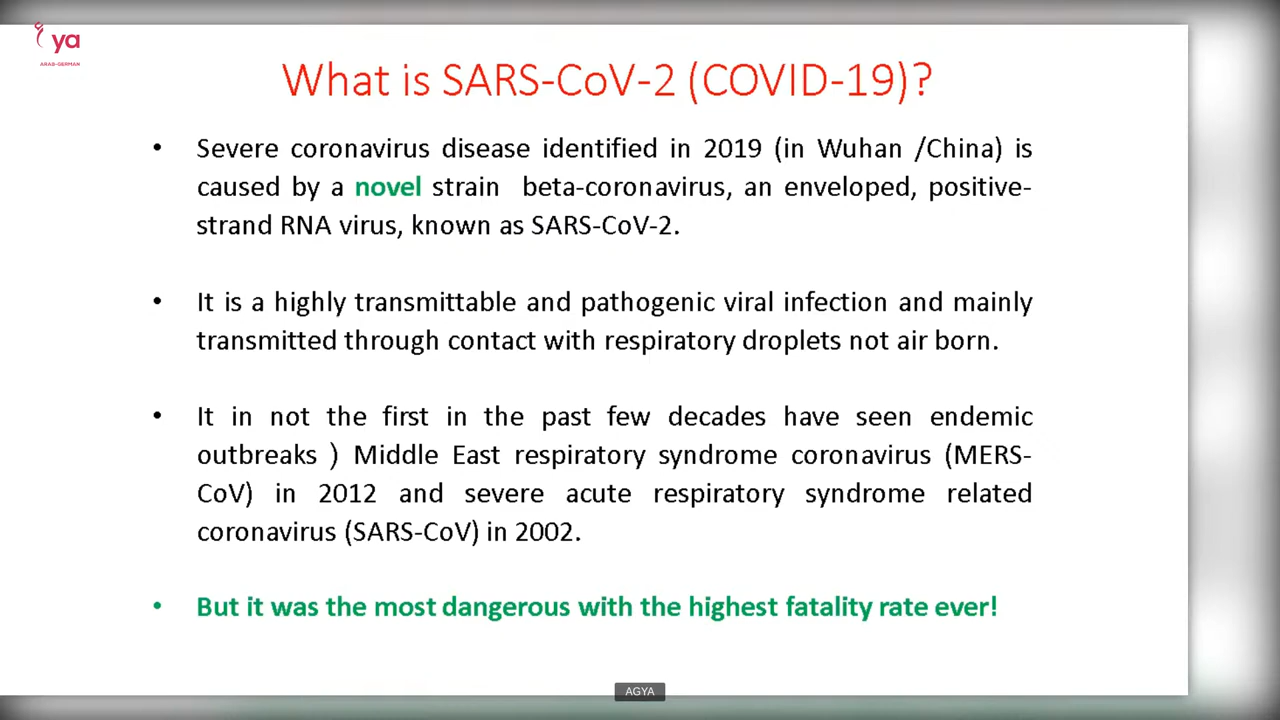 ya
ARAB-GERMAN
What is SARS-CoV-2 (COVID-19)?
• Severe coronavirus disease identified in 2019 (in Wuhan /China) is
caused by a novel strain beta-coronavirus, an enveloped, positive-
strand RNA virus, known as SARS-CoV-2.
• It is a highly transmittable and pathogenic viral infection and mainly
transmitted through contact with respiratory droplets not air born.
• It in not the first in the past few decades have seen endemic
outbreaks ) Middle East respiratory syndrome coronavirus (MERS-
CoV) in 2012 and severe acute respiratory syndrome related
coronavirus (SARS-CoV) in 2002.
• But it was the most dangerous with the highest fatality rate ever!
AGYA